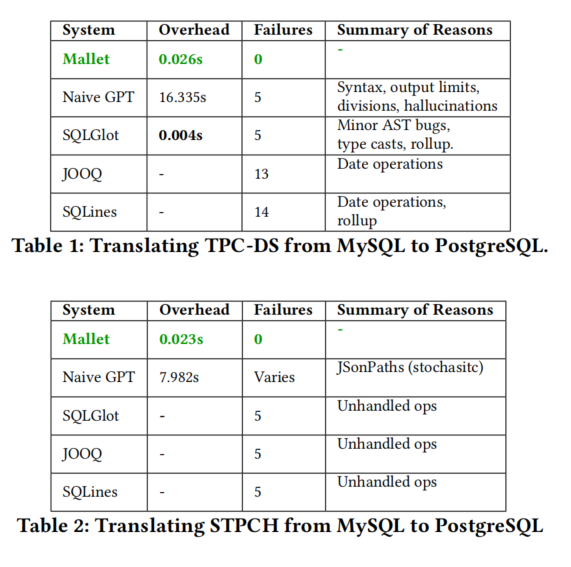 System Overhead Failures Summary of Reasons
Mallet 0.026s 0 -
Naive GPT 16.335s 5 Syntax, output limits,
divisions, hallucinations
SQLGlot 0.004s 5 Minor AST bugs,
type casts, rollup.
JOOQ - 13 Date operations
SQLines - 14 Date operations,
rollup
Table 1: Translating TPC-DS from MySQL to PostgreSQL.
System Overhead Failures Summary of Reasons
Mallet 0.023s 0 -
Naive GPT 7.982s Varies JSonPaths (stochasitc)
SQLGlot - 5 Unhandled ops
JOOQ - 5 Unhandled ops
SQLines - 5 Unhandled ops
Table 2: Translating STPCH from MySQL to PostgreSQL